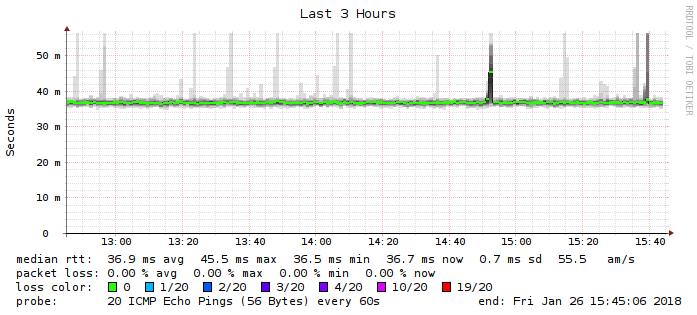 Last 3 Hours
RRDTOOL / TOBI OETIKER
Seconds
50 m
40 m
30 m
20 m
10 m
0
13:00 13:20 13:40 14:00 14:20 14:40 15:00 15:20 15:40
median rtt: 36.9 ms avg 45.5 ms max 36.5 ms min 36.7 ms now 0.7 ms sd 55.5 am/s
packet loss: 0.00 % avg 0.00 % max 0.00 % min 0.00 % now
loss color: 0 1/20 2/20 3/20 4/20 10/20 19/20
probe: 20 ICMP Echo Pings (56 Bytes) every 60s end: Fri Jan 26 15:45:06 2018